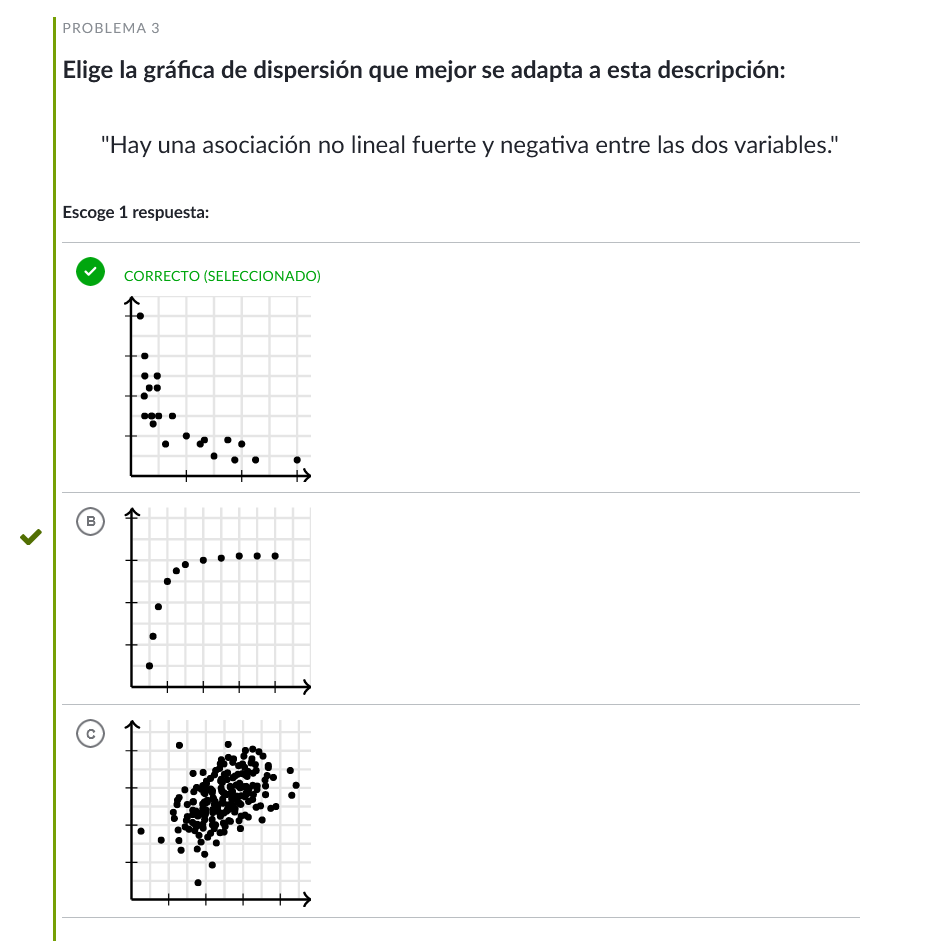 PROBLEMA 3
Elige la gráfica de dispersión que mejor se adapta a esta descripción:
"Hay una asociación no lineal fuerte y negativa entre las dos variables."
Escoge 1 respuesta:
CORRECTO (SELECCIONADO)
B
C